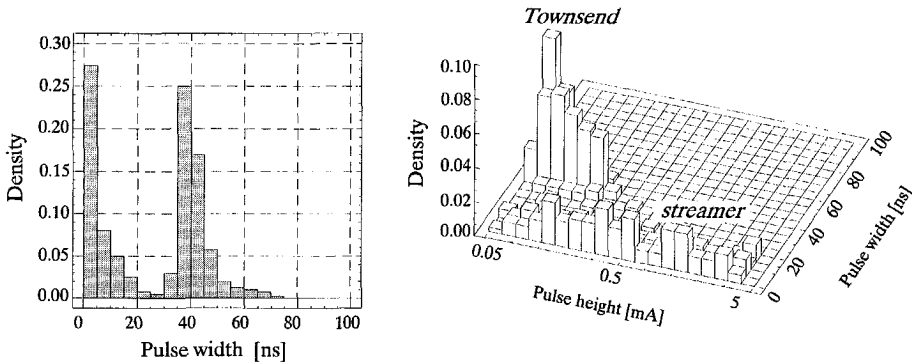 0.30
0.25
0.20
0.15
0.10
0.05
0.00
Density
0 20 40 60 80 100
Pulse width [ns]
Townsend
streamer
0.10
0.08
0.06
0.04
0.02
0.00
Density
0.05 0.5 5
Pulse height [mA]
0 20 40 60 80 100
Pulse width [ns]